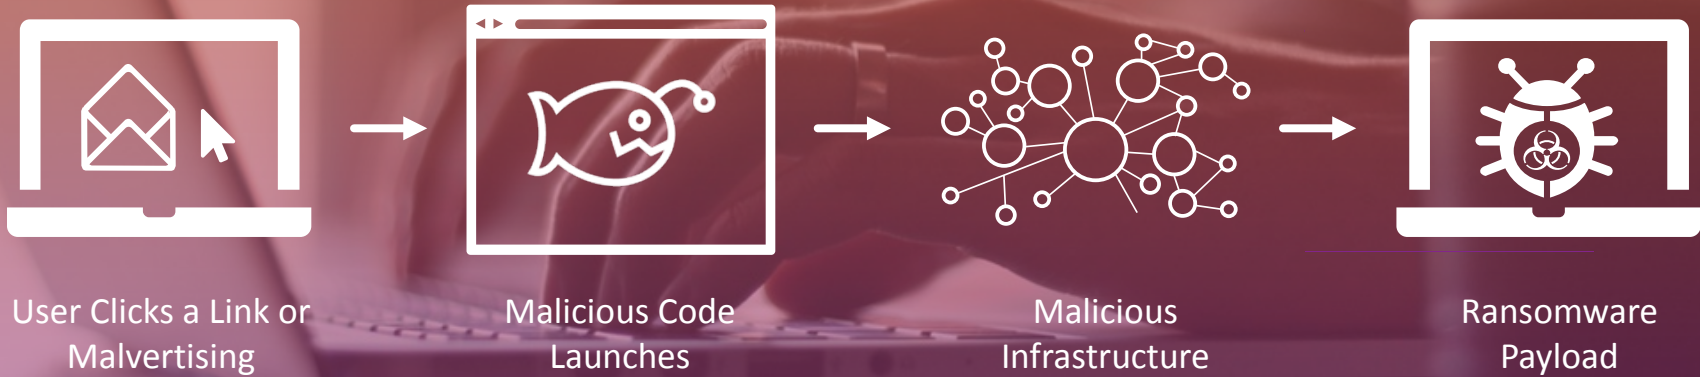 User Clicks a Link or
Malvertising
Malicious Code
Launches
Malicious
Infrastructure
Ransomware
Payload